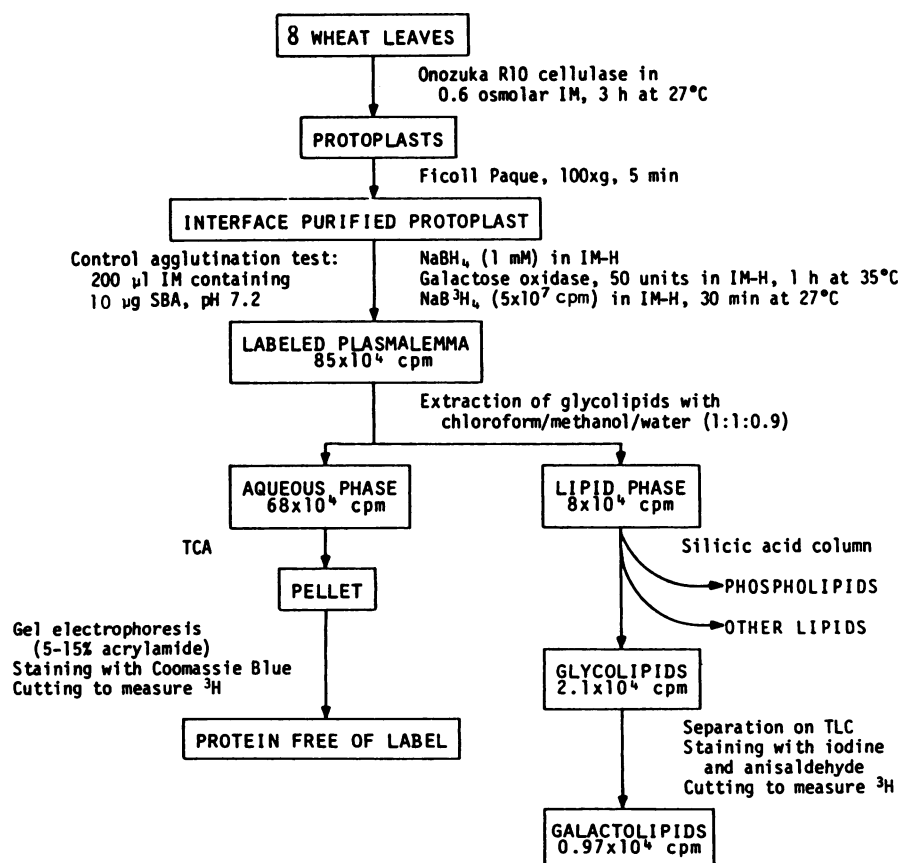 8 WHEAT LEAVES
Onozuka R10 cellulase in
0.6 osmolar IM, 3 h at 27°C
PROTOPLASTS
Ficoll Paque, 100xg, 5 min
INTERFACE PURIFIED PROTOPLAST
Control agglutination test:
200 µl IM containing
10 µg SBA, pH 7.2
NaBH₄ (1 mM) in IM-H
Galactose oxidase, 50 units in IM-H, 1 h at 35°C
NaB³H₄ (5x10⁷ cpm) in IM-H, 30 min at 27°C
LABELED PLASMALEMMA
85x10⁴ cpm
Extraction of glycolipids with
chloroform/methanol/water (1:1:0.9)
AQUEOUS PHASE
68x10⁴ cpm
LIPID PHASE
8x10⁴ cpm
TCA
Silicic acid column
PELLET
PHOSPHOLIPIDS
OTHER LIPIDS
Gel electrophoresis
(5-15% acrylamide)
Staining with Coomassie Blue
Cutting to measure ³H
GLYCOLIPIDS
2.1x10⁴ cpm
PROTEIN FREE OF LABEL
Separation on TLC
Staining with iodine
and anisaldehyde
Cutting to measure ³H
GALACTOLIPIDS
0.97x10⁴ cpm